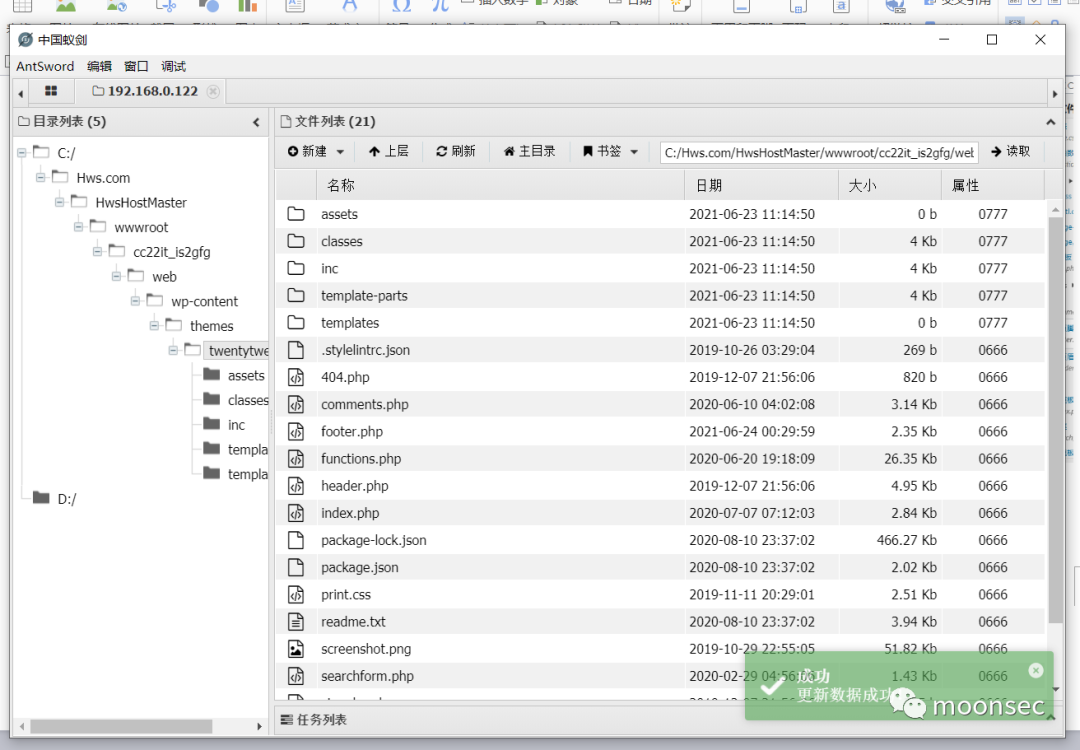 中国蚁剑
AntSword 编辑 窗口 调试
192.168.0.122
目录列表 (5)
C:/
Hws.com
HwsHostMaster
wwwroot
cc22it_is2gfg
web
wp-content
themes
twentytwe
assets
classes
inc
templa
templa
D:/
文件列表 (21)
新建 上层 刷新 主目录 书签 C:/Hws.com/HwsHostMaster/wwwroot/cc22it_is2gfg/wel 读取
名称 日期 大小 属性
assets 2021-06-23 11:14:50 0 b 0777
classes 2021-06-23 11:14:50 4 Kb 0777
inc 2021-06-23 11:14:50 4 Kb 0777
template-parts 2021-06-23 11:14:50 4 Kb 0777
templates 2021-06-23 11:14:50 0 b 0777
.stylelintrc.json 2019-10-26 03:29:04 269 b 0666
404.php 2019-12-07 21:56:06 820 b 0666
comments.php 2020-06-10 04:02:08 3.14 Kb 0666
footer.php 2021-06-24 00:29:59 2.35 Kb 0666
functions.php 2020-06-20 19:18:09 26.35 Kb 0666
header.php 2019-12-07 21:56:06 4.95 Kb 0666
index.php 2020-07-07 07:12:03 2.84 Kb 0666
package-lock.json 2020-08-10 23:37:02 466.27 Kb 0666
package.json 2020-08-10 23:37:02 2.02 Kb 0666
print.css 2019-11-11 20:29:01 2.51 Kb 0666
readme.txt 2020-08-10 23:37:02 3.94 Kb 0666
screenshot.png 2019-10-29 22:55:05 51.82 Kb 0666
searchform.php 2020-02-29 04:56:06 1.43 Kb 0666
成功
更新数据成功
moonsec
任务列表